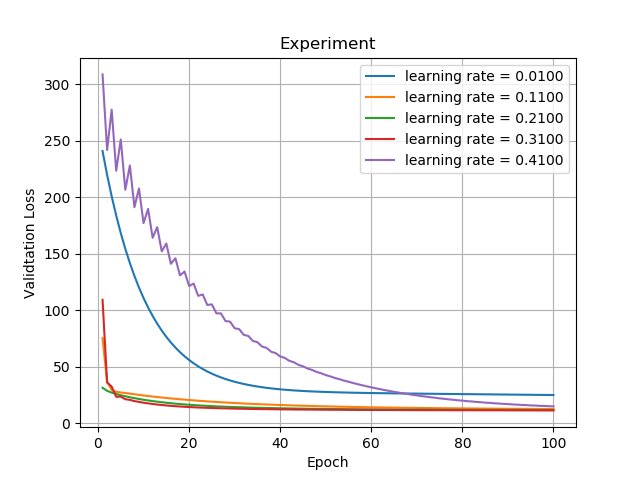 Experiment
learning rate = 0.0100
learning rate = 0.1100
learning rate = 0.2100
learning rate = 0.3100
learning rate = 0.4100
Validtation Loss
300
250
200
150
100
50
0
0 20 40 60 80 100
Epoch